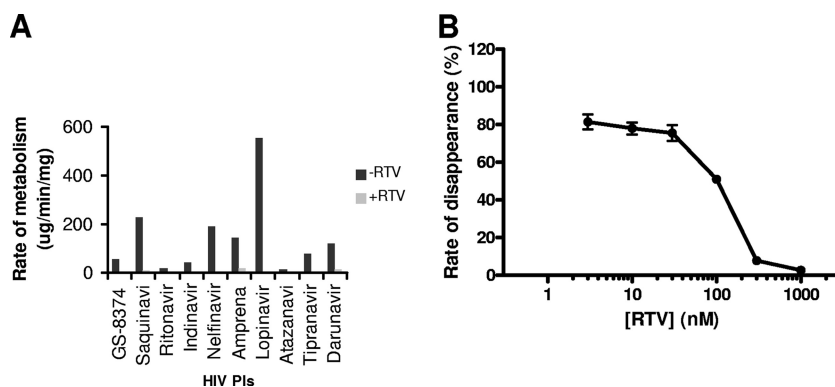 A
Rate of metabolism
(ug/min/mg)
600
400
200
0
-RTV
+RTV
GS-8374
Saquinavi
Ritonavir
Indinavir
Nelfinavir
Amprena
Lopinavir
Atazanavi
Tipranavir
Darunavir
HIV PIs
B
Rate of disappearance (%)
120
100
80
60
40
20
0
1
10
100
1000
[RTV] (nM)